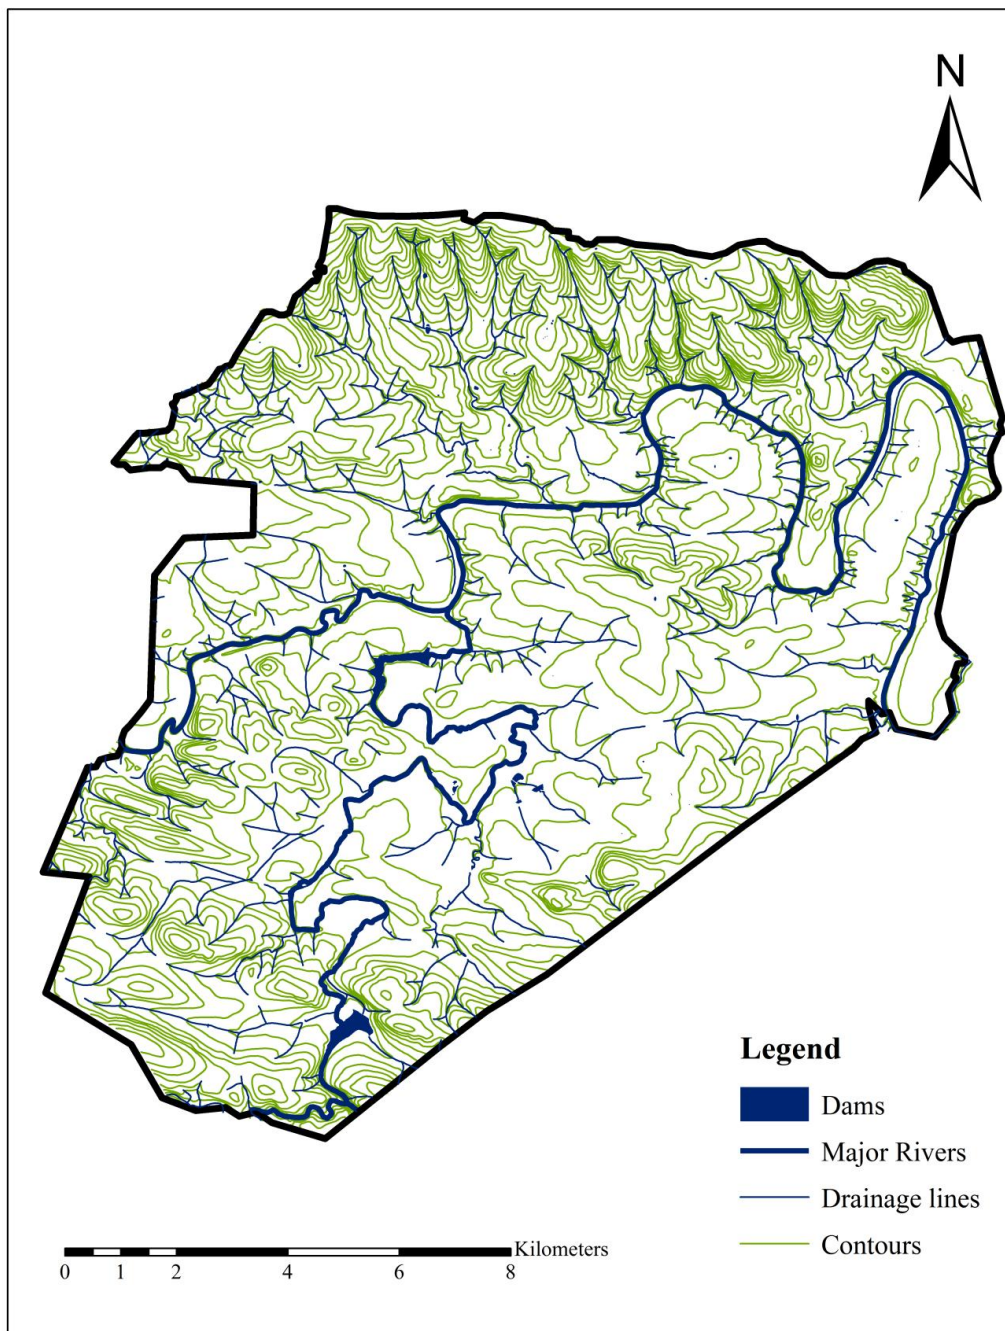 N
Legend
Dams
Major Rivers
Drainage lines
Contours
Kilometers
0 1 2 4 6 8